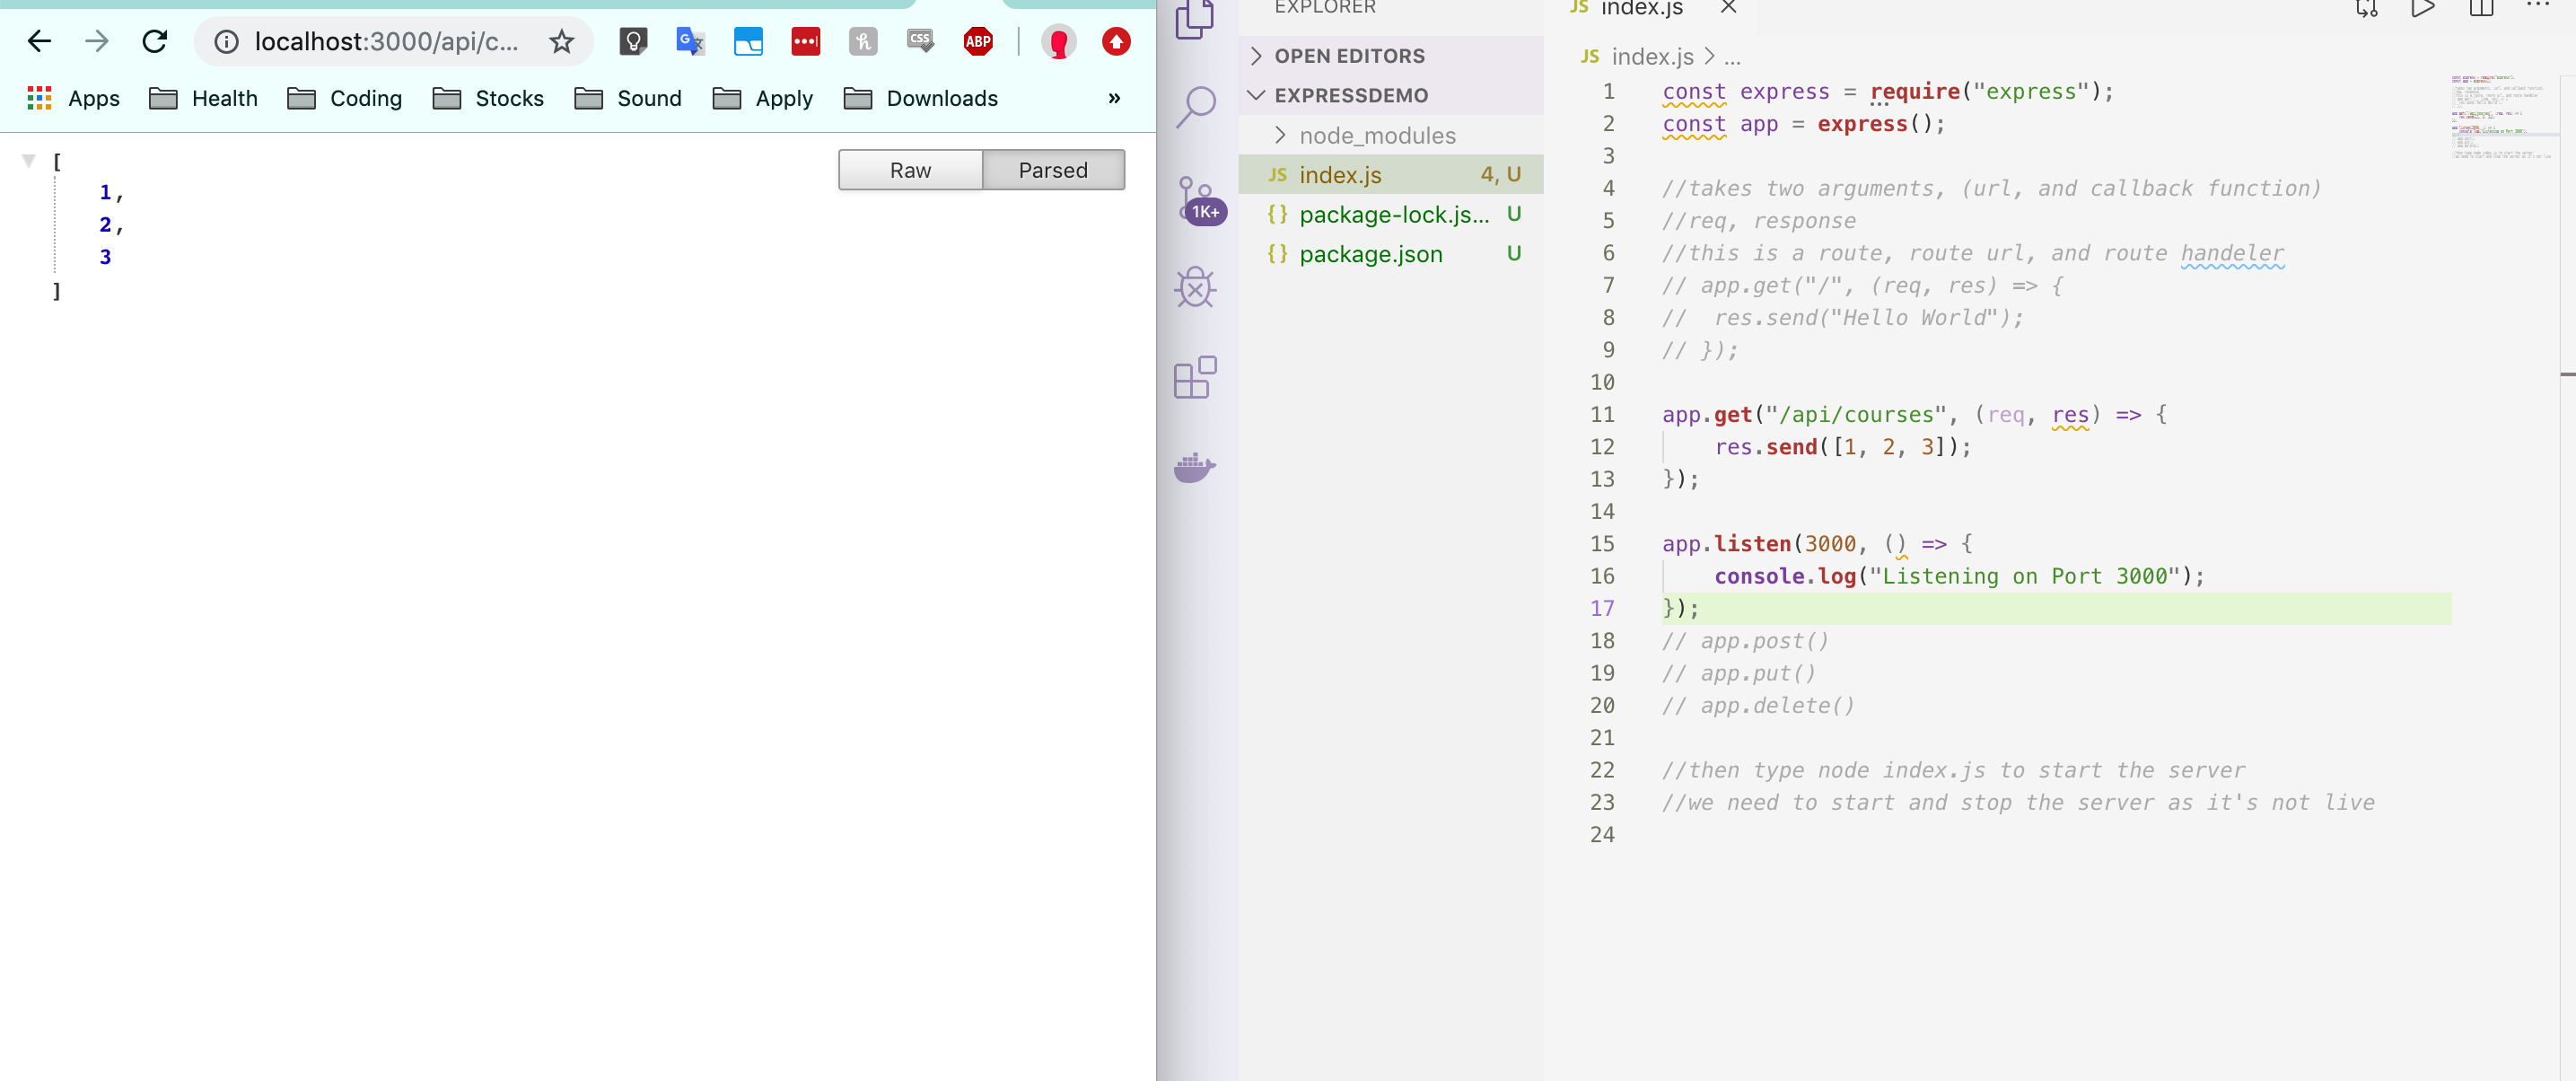 localhost:3000/api/c...
CSS
ABP
Apps Health Coding Stocks Sound Apply Downloads »
Raw Parsed
[
1,
2,
3
]
EXPLORER
OPEN EDITORS
EXPRESSDEMO
node_modules
JS index.js 4, U
{} package-lock.js... U
{} package.json U
1K+
JS index.js
JS index.js > ...
1 const express = require("express");
2 const app = express();
3
4 //takes two arguments, (url, and callback function)
5 //req, response
6 //this is a route, route url, and route handeler
7 // app.get("/", (req, res) => {
8 //  res.send("Hello World");
9 // });
10
11 app.get("/api/courses", (req, res) => {
12     res.send([1, 2, 3]);
13 });
14
15 app.listen(3000, () => {
16     console.log("Listening on Port 3000");
17 });
18 // app.post()
19 // app.put()
20 // app.delete()
21
22 //then type node index.js to start the server
23 //we need to start and stop the server as it's not live
24